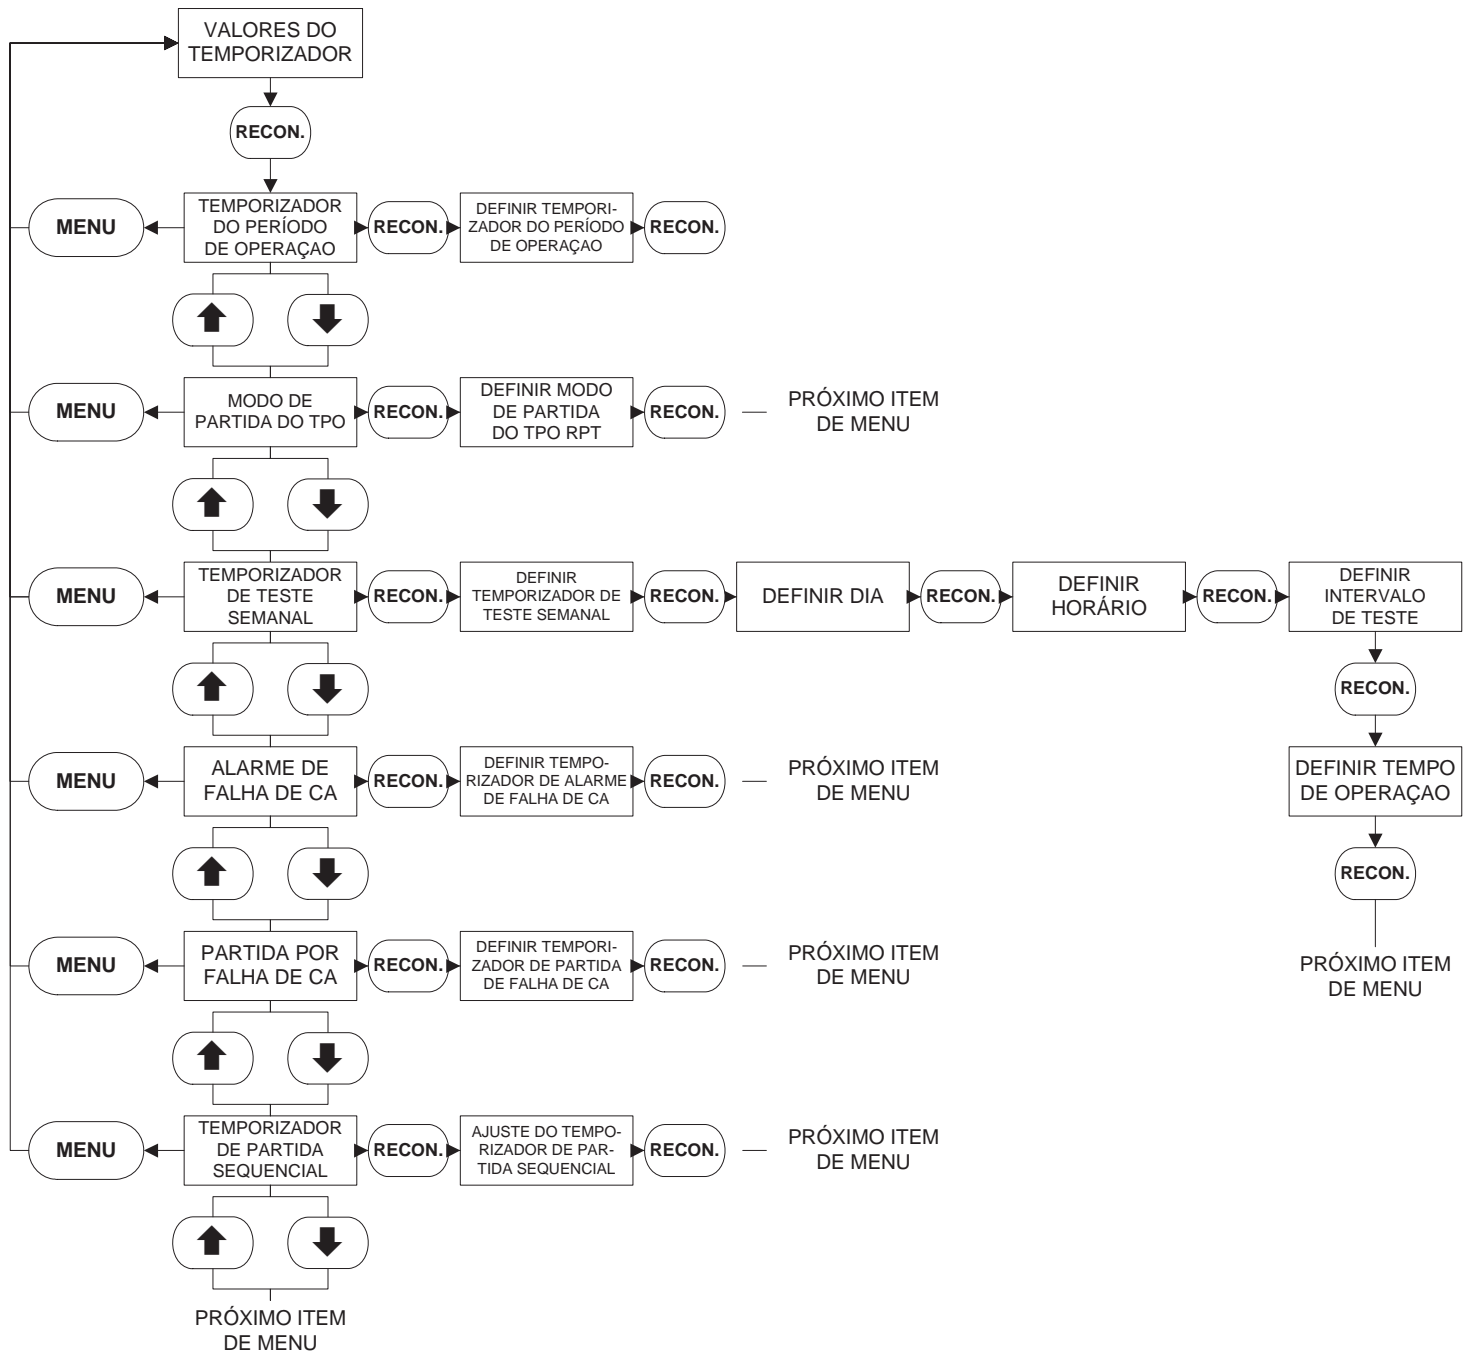 VALORES DO
TEMPORIZADOR
RECON.
MENU
TEMPORIZADOR
DO PERÍODO
DE OPERAÇAO
RECON.
DEFINIR TEMPORI-
ZADOR DO PERÍODO
DE OPERAÇAO
RECON.
MENU
MODO DE
PARTIDA DO TPO
RECON.
DEFINIR MODO
DE PARTIDA
DO TPO RPT
RECON.
PRÓXIMO ITEM
DE MENU
MENU
TEMPORIZADOR
DE TESTE
SEMANAL
RECON.
DEFINIR
TEMPORIZADOR DE
TESTE SEMANAL
RECON.
DEFINIR DIA
RECON.
DEFINIR
HORÁRIO
RECON.
DEFINIR
INTERVALO
DE TESTE
RECON.
DEFINIR TEMPO
DE OPERAÇAO
RECON.
PRÓXIMO ITEM
DE MENU
MENU
ALARME DE
FALHA DE CA
RECON.
DEFINIR TEMPO-
RIZADOR DE ALARME
DE FALHA DE CA
RECON.
PRÓXIMO ITEM
DE MENU
MENU
PARTIDA POR
FALHA DE CA
RECON.
DEFINIR TEMPORI-
ZADOR DE PARTIDA
DE FALHA DE CA
RECON.
PRÓXIMO ITEM
DE MENU
MENU
TEMPORIZADOR
DE PARTIDA
SEQUENCIAL
RECON.
AJUSTE DO TEMPO-
RIZADOR DE PAR-
TIDA SEQUENCIAL
RECON.
PRÓXIMO ITEM
DE MENU
PRÓXIMO ITEM
DE MENU